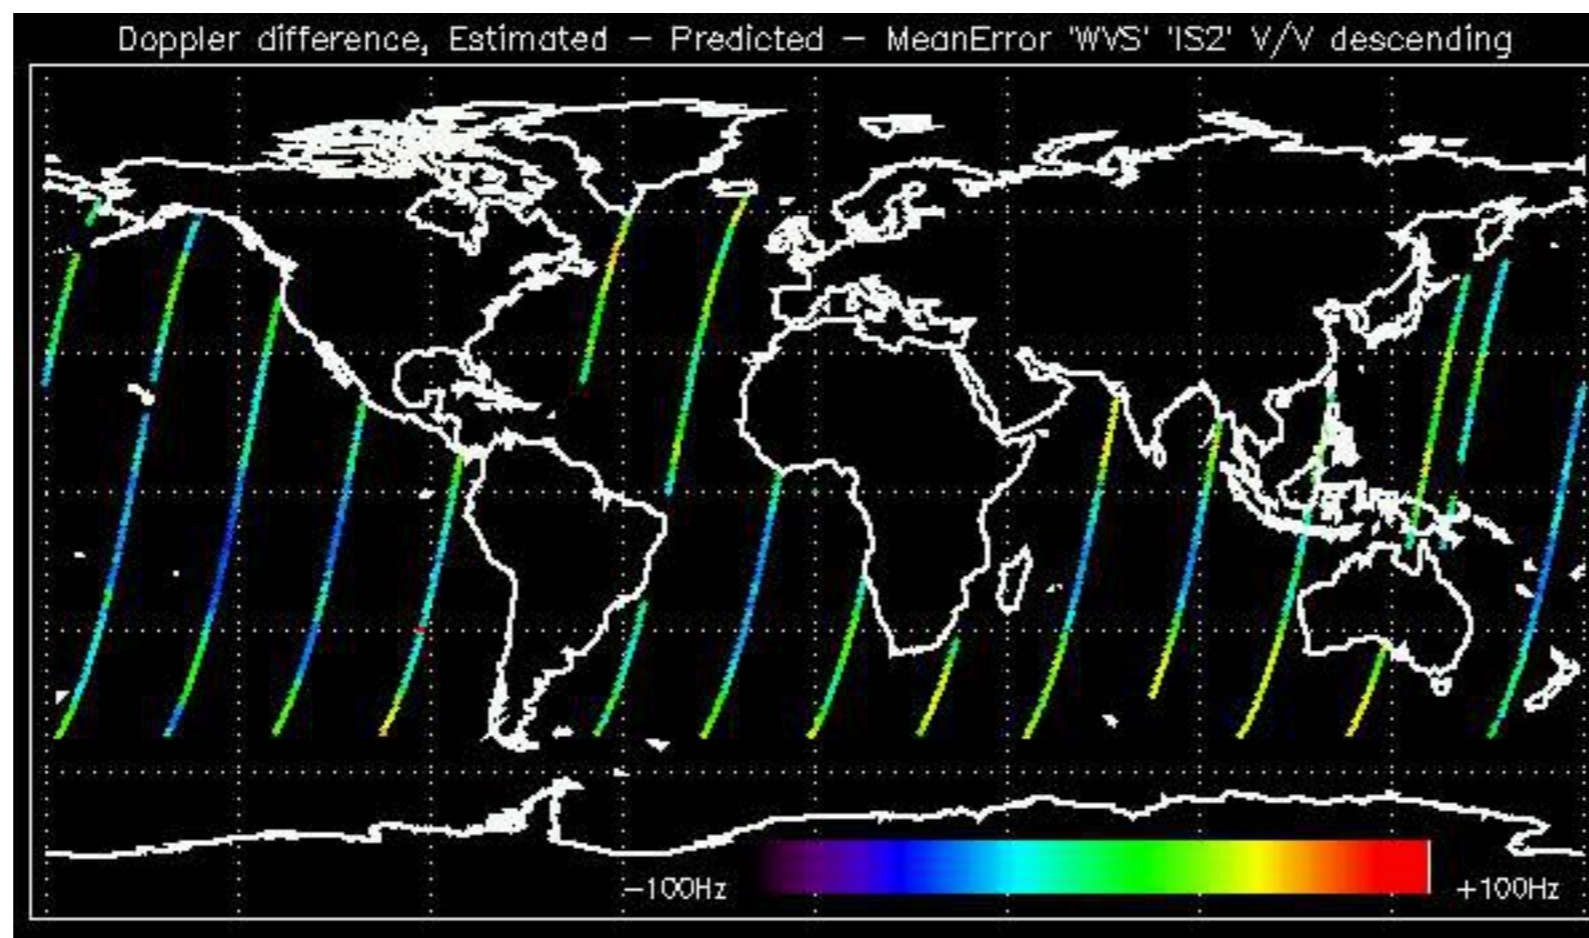 Doppler difference, Estimated – Predicted – MeanError 'WVS' 'IS2' V/V descending
−100Hz
+100Hz